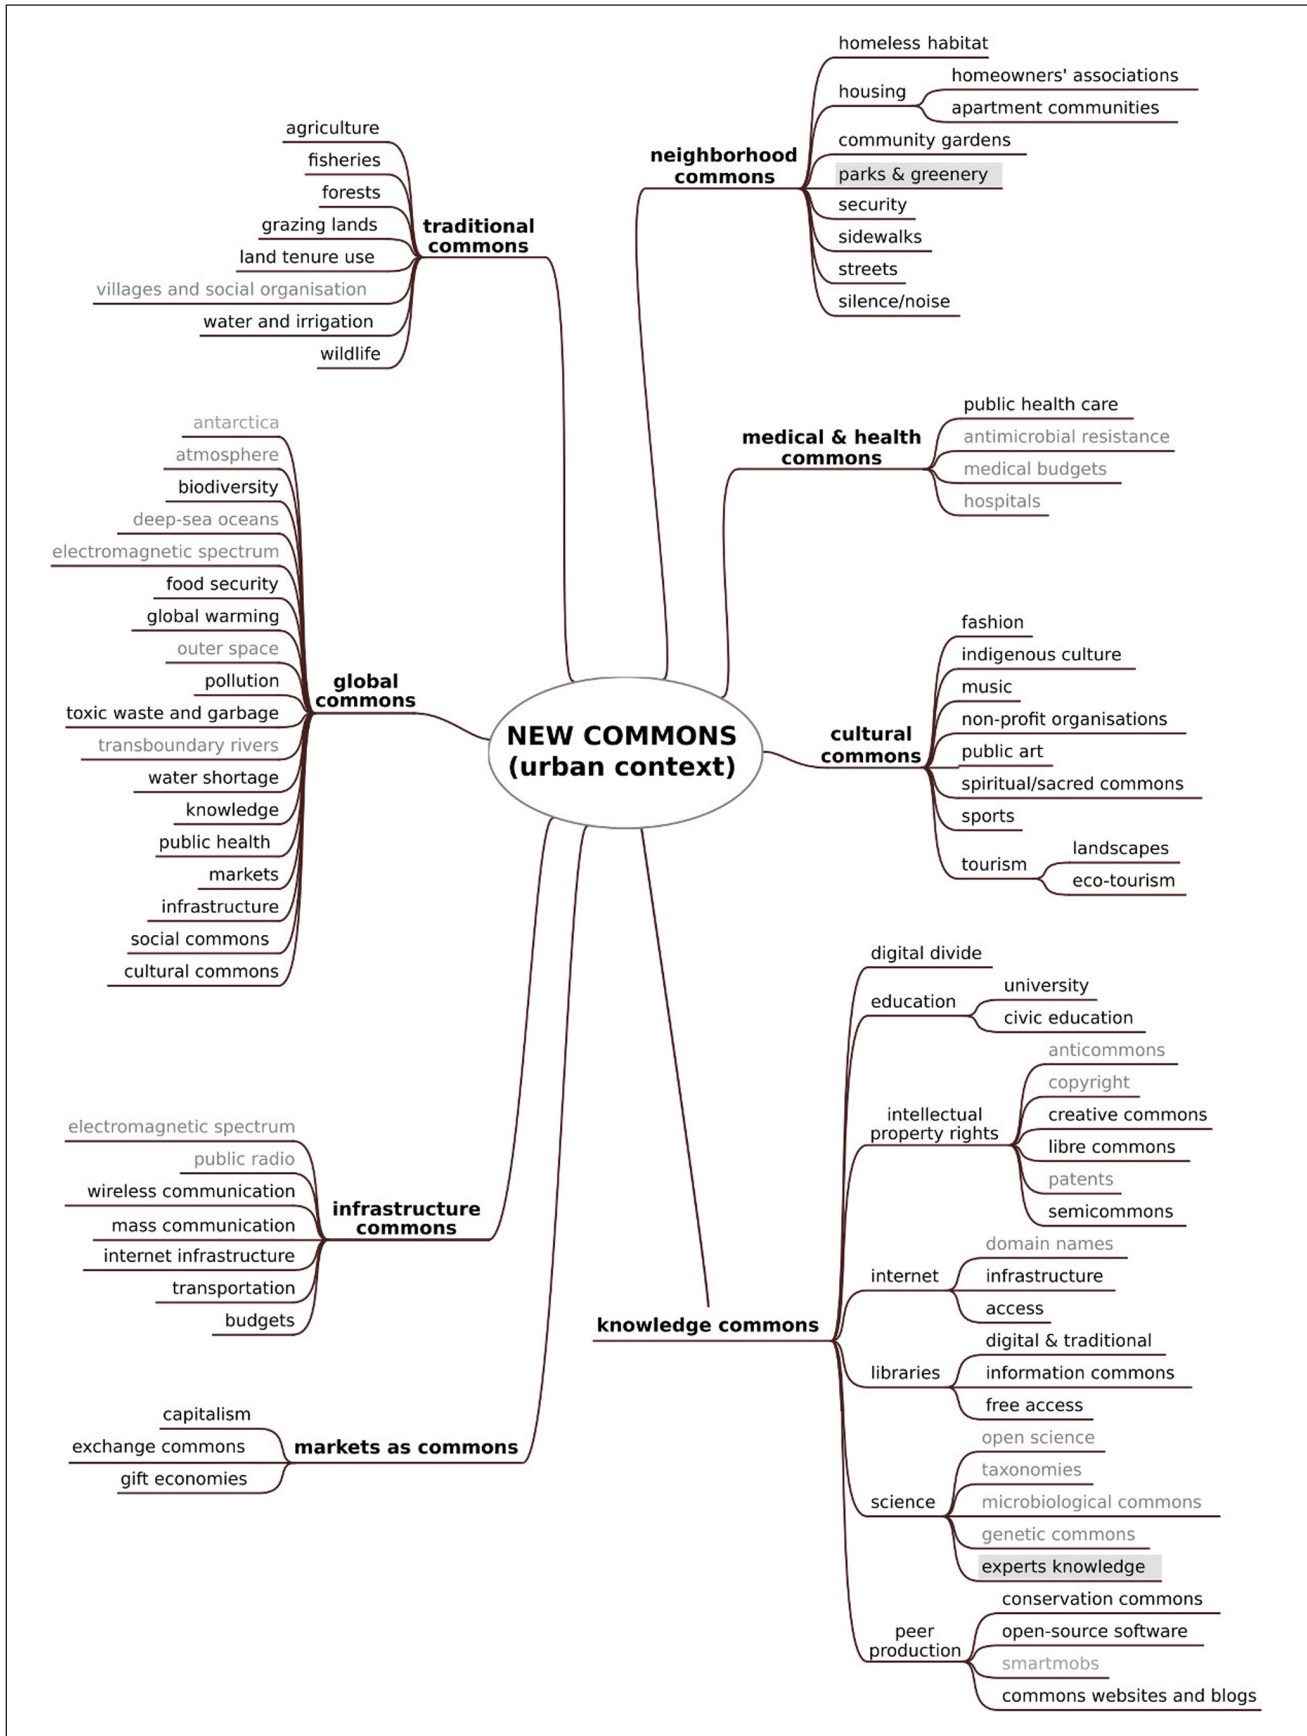 NEW COMMONS
(urban context)
traditional
commons
agriculture
fisheries
forests
grazing lands
land tenure use
villages and social organisation
water and irrigation
wildlife
global
commons
antarctica
atmosphere
biodiversity
deep-sea oceans
electromagnetic spectrum
food security
global warming
outer space
pollution
toxic waste and garbage
transboundary rivers
water shortage
knowledge
public health
markets
infrastructure
social commons
cultural commons
infrastructure
commons
electromagnetic spectrum
public radio
wireless communication
mass communication
internet infrastructure
transportation
budgets
markets as commons
capitalism
exchange commons
gift economies
neighborhood
commons
homeless habitat
housing
homeowners' associations
apartment communities
community gardens
parks & greenery
security
sidewalks
streets
silence/noise
medical & health
commons
public health care
antimicrobial resistance
medical budgets
hospitals
cultural
commons
fashion
indigenous culture
music
non-profit organisations
public art
spiritual/sacred commons
sports
tourism
landscapes
eco-tourism
knowledge commons
digital divide
education
university
civic education
intellectual
property rights
anticommons
copyright
creative commons
libre commons
patents
semicommons
internet
domain names
infrastructure
access
libraries
digital & traditional
information commons
free access
science
open science
taxonomies
microbiological commons
genetic commons
experts knowledge
peer
production
conservation commons
open-source software
smartmobs
commons websites and blogs